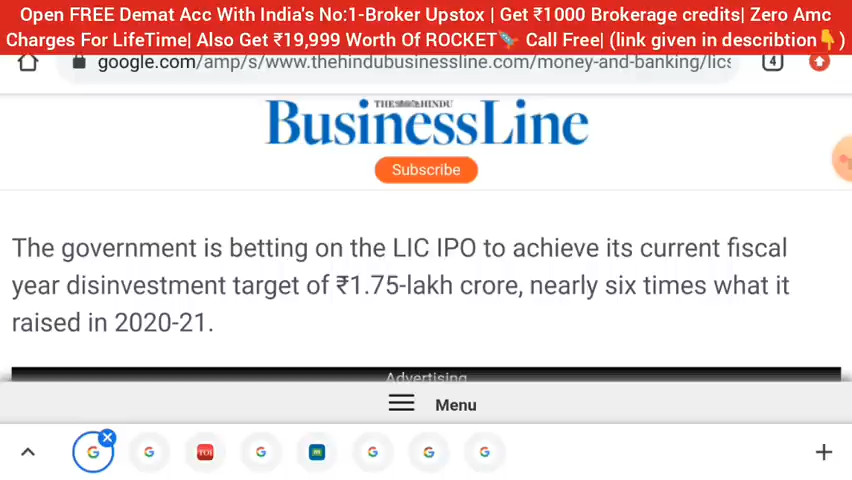 Open FREE Demat Acc With India's No:1-Broker Upstox | Get ₹1000 Brokerage credits| Zero Amc
Charges For LifeTime| Also Get ₹19,999 Worth Of ROCKET🚀 Call Free| (link given in describtion👇)
google.com/amp/s/www.thehindubusinessline.com/money-and-banking/lics
4
THE HINDU
BusinessLine
Subscribe
The government is betting on the LIC IPO to achieve its current fiscal
year disinvestment target of ₹1.75-lakh crore, nearly six times what it
raised in 2020-21.
Advertising
Menu
TOI